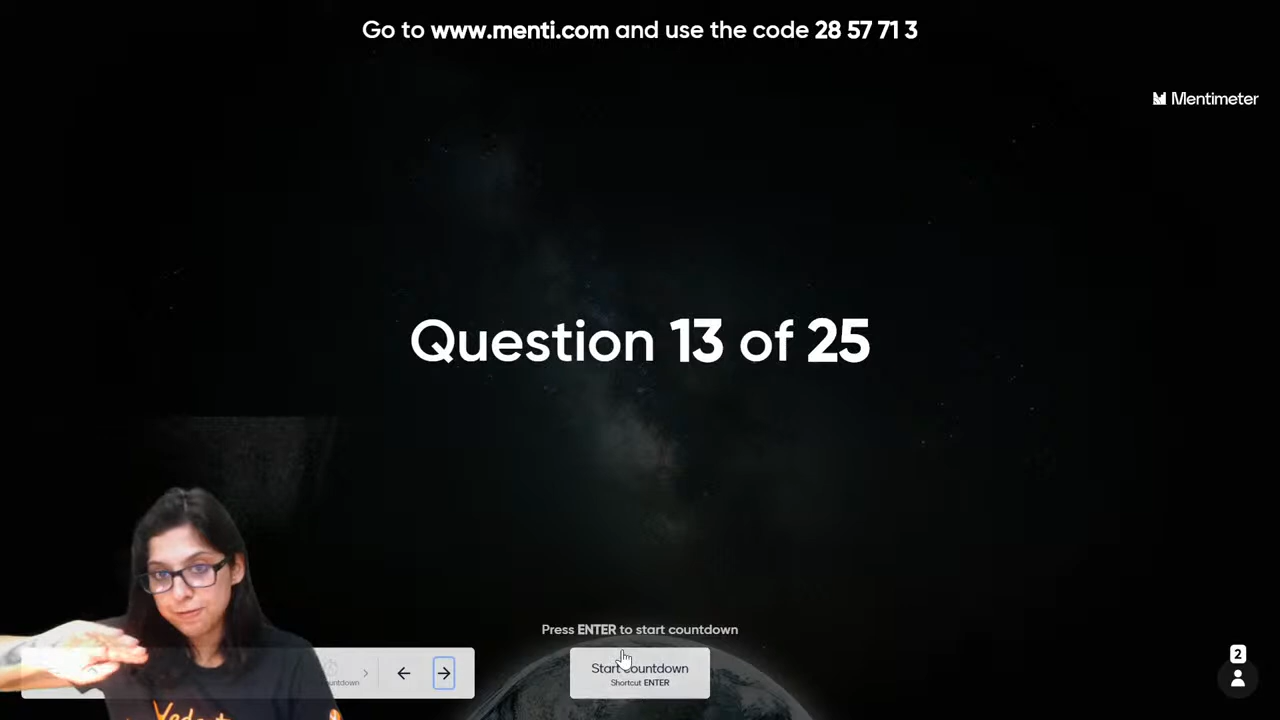 Go to www.menti.com and use the code 28 57 71 3
Mentimeter
Question 13 of 25
Press ENTER to start countdown
Start countdown
Shortcut ENTER
2